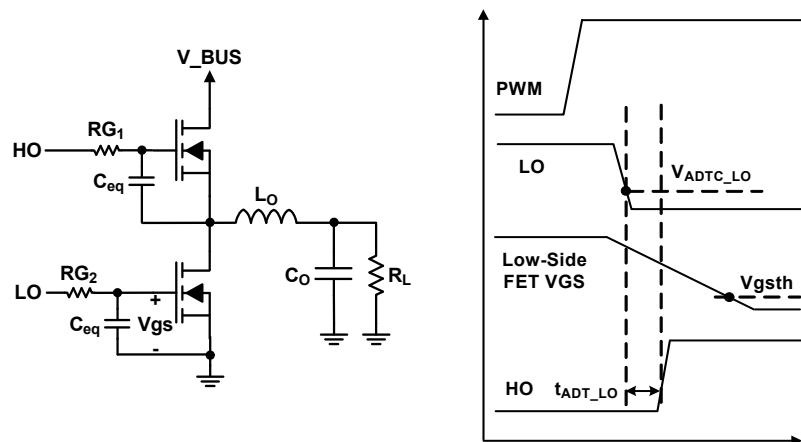 V_BUS
HO
RG1
Ceq
LO
RL
CO
LO
RG2
Ceq
+
Vgs
-
PWM
LO
VADTC_LO
Low-Side
FET VGS
Vgsth
HO
tADT_LO